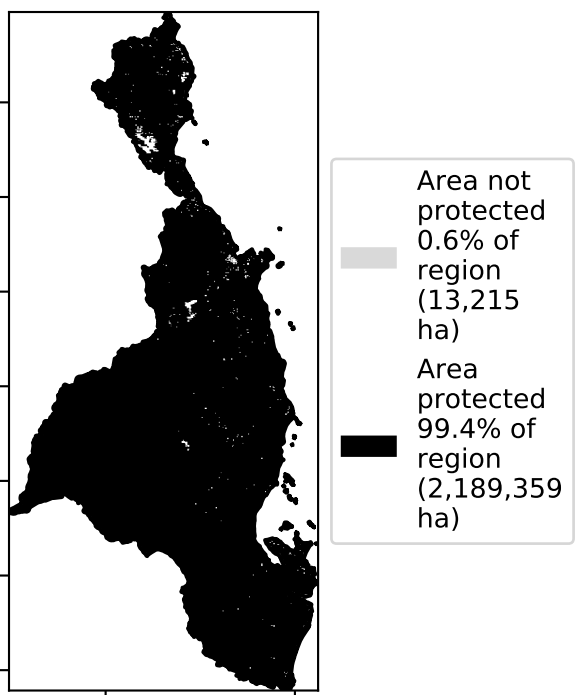 Area not
protected
0.6% of
region
(13,215
ha)
Area
protected
99.4% of
region
(2,189,359
ha)